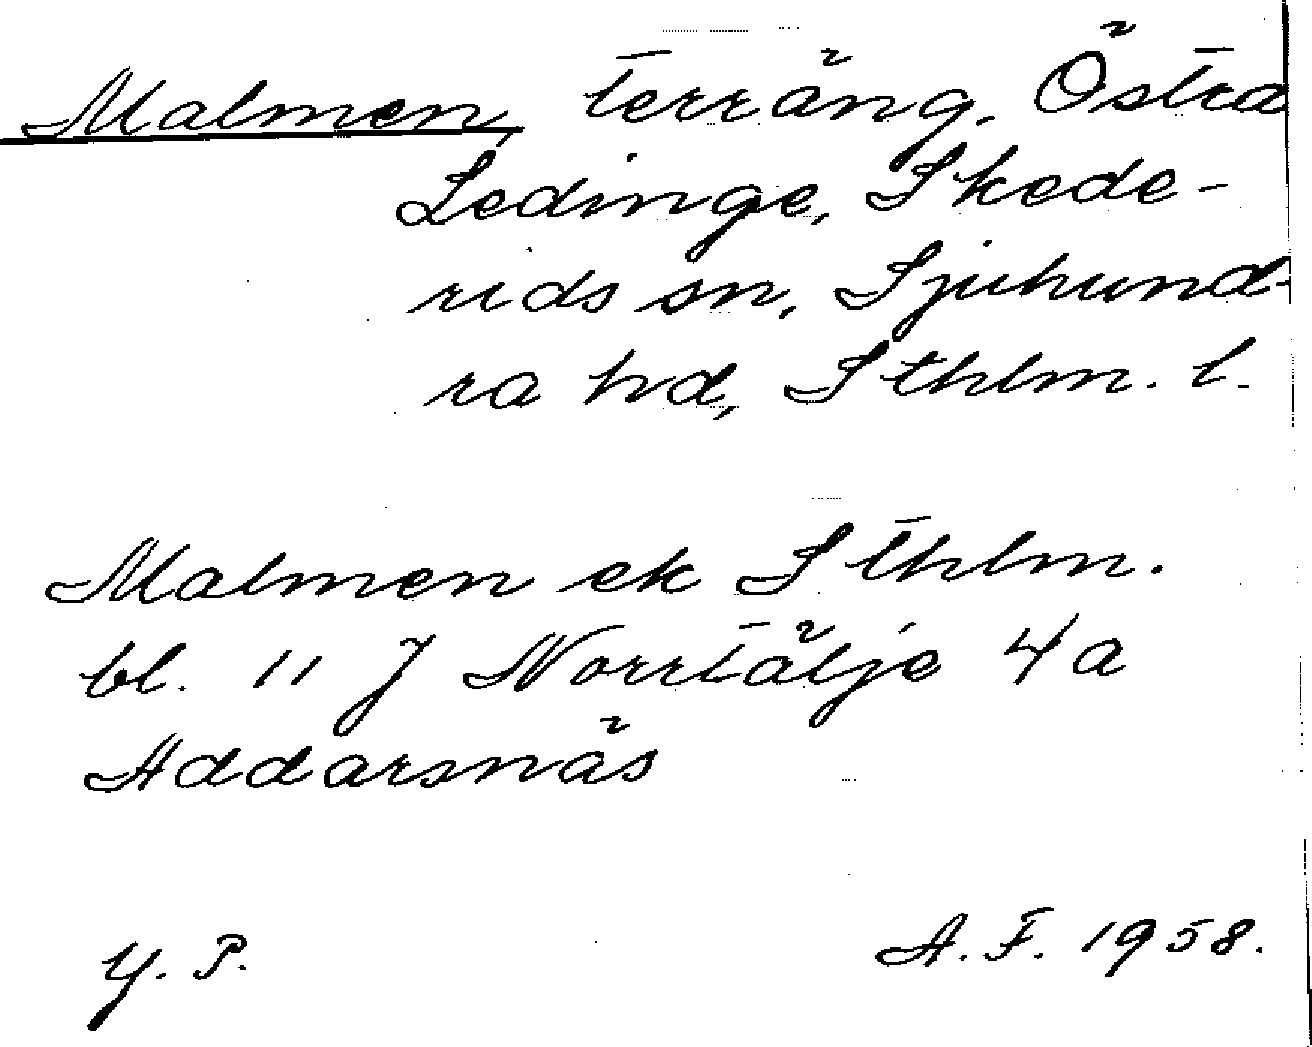 Malmen, terräng. Östra
Ledinge, Skede-
rids sn, Sjuhund-
ra hd, Sthlm. l.
Malmen ek Sthlm.
bl. 11 J Norrtälje 4a
Addarsnäs
Y. P.
A. F. 1958.